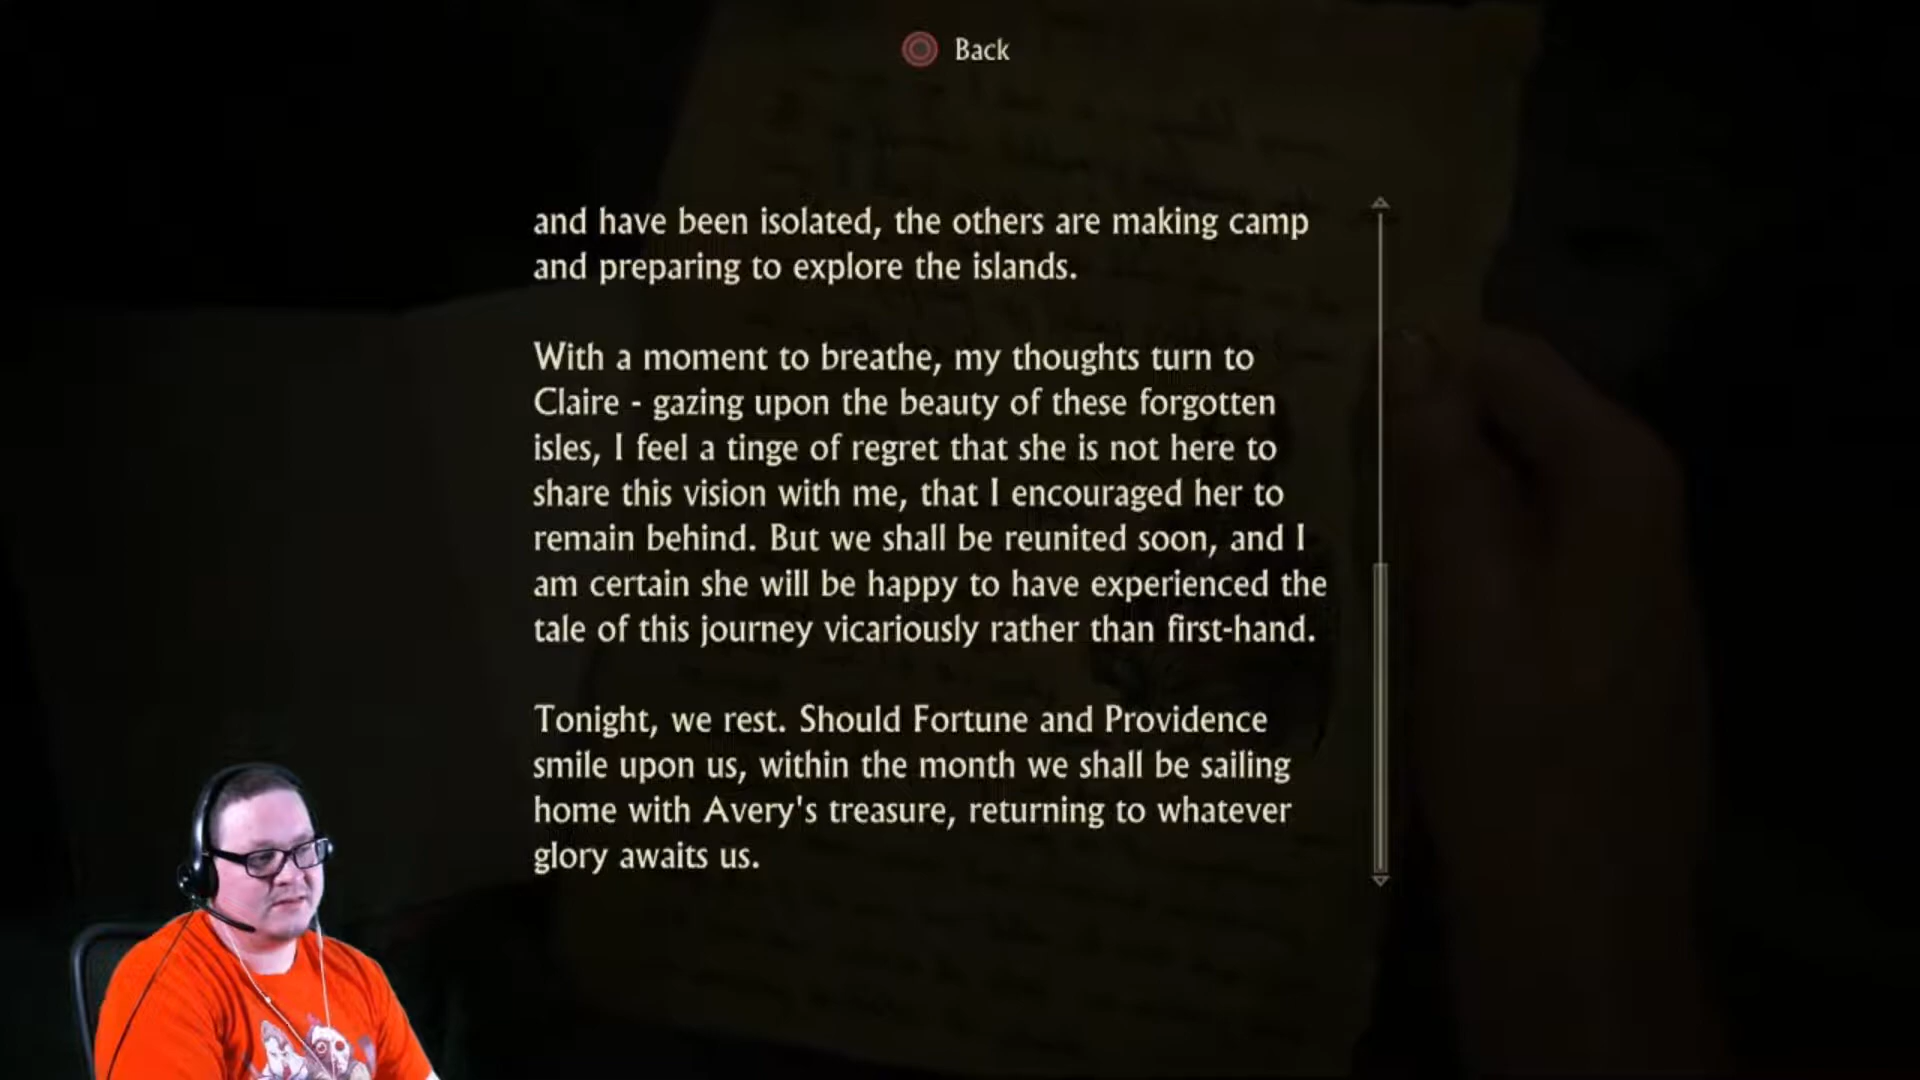 Back
and have been isolated, the others are making camp
and preparing to explore the islands.
With a moment to breathe, my thoughts turn to
Claire - gazing upon the beauty of these forgotten
isles, I feel a tinge of regret that she is not here to
share this vision with me, that I encouraged her to
remain behind. But we shall be reunited soon, and I
am certain she will be happy to have experienced the
tale of this journey vicariously rather than first-hand.
Tonight, we rest. Should Fortune and Providence
smile upon us, within the month we shall be sailing
home with Avery's treasure, returning to whatever
glory awaits us.